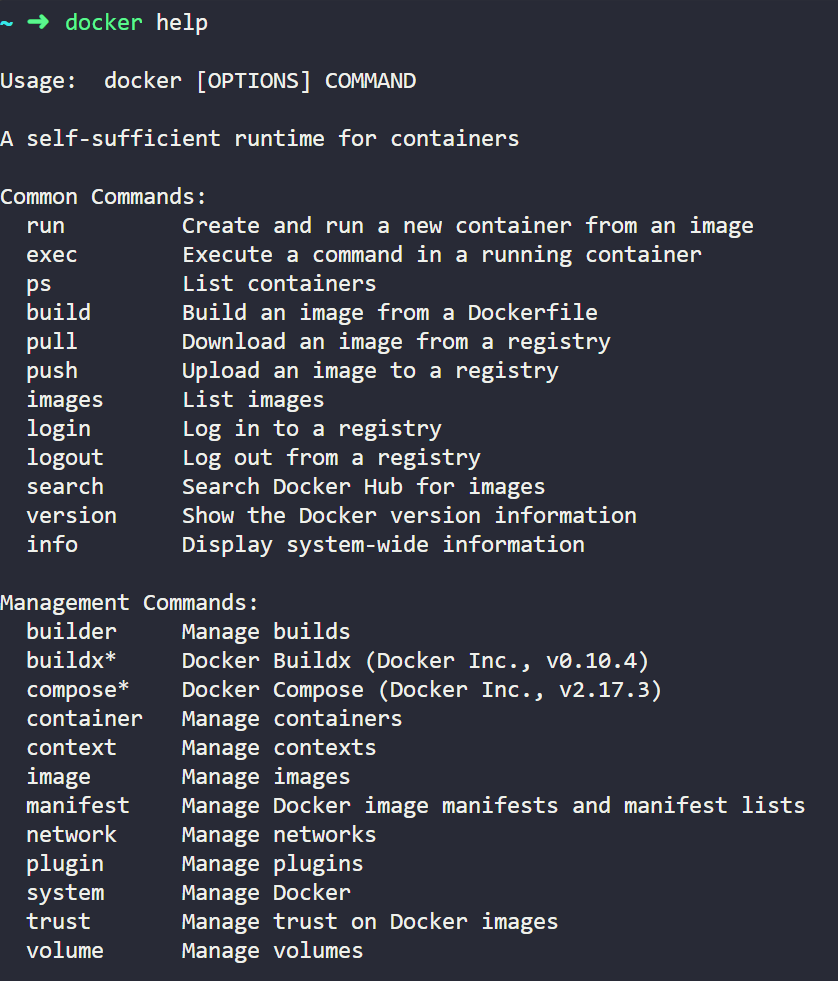 ~ ➜ docker help
Usage:  docker [OPTIONS] COMMAND
A self-sufficient runtime for containers
Common Commands:
  run         Create and run a new container from an image
  exec        Execute a command in a running container
  ps          List containers
  build       Build an image from a Dockerfile
  pull        Download an image from a registry
  push        Upload an image to a registry
  images      List images
  login       Log in to a registry
  logout      Log out from a registry
  search      Search Docker Hub for images
  version     Show the Docker version information
  info        Display system-wide information
Management Commands:
  builder     Manage builds
  buildx*     Docker Buildx (Docker Inc., v0.10.4)
  compose*    Docker Compose (Docker Inc., v2.17.3)
  container   Manage containers
  context     Manage contexts
  image       Manage images
  manifest    Manage Docker image manifests and manifest lists
  network     Manage networks
  plugin      Manage plugins
  system      Manage Docker
  trust       Manage trust on Docker images
  volume      Manage volumes